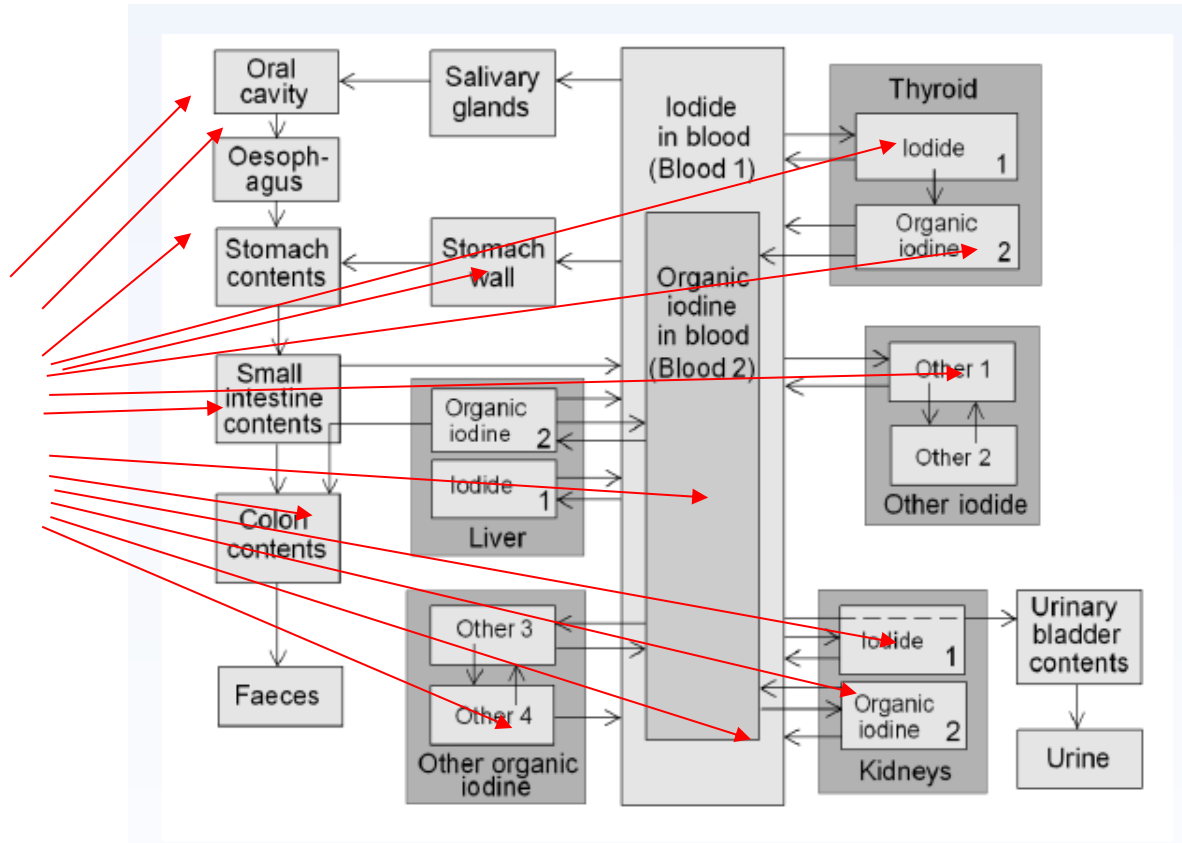 Oral
cavity
Salivary
glands
Oesoph-
agus
Stomach
contents
Stomach
wall
Small
intestine
contents
Colon
contents
Faeces
Organic
iodine 2
Iodide 1
Liver
Other 3
Other 4
Other organic
iodine
Iodide
in blood
(Blood 1)
Organic
iodine
in blood
(Blood 2)
Thyroid
Iodide 1
Organic
iodine 2
Other 1
Other 2
Other iodide
Iodide 1
Organic
iodine 2
Kidneys
Urinary
bladder
contents
Urine